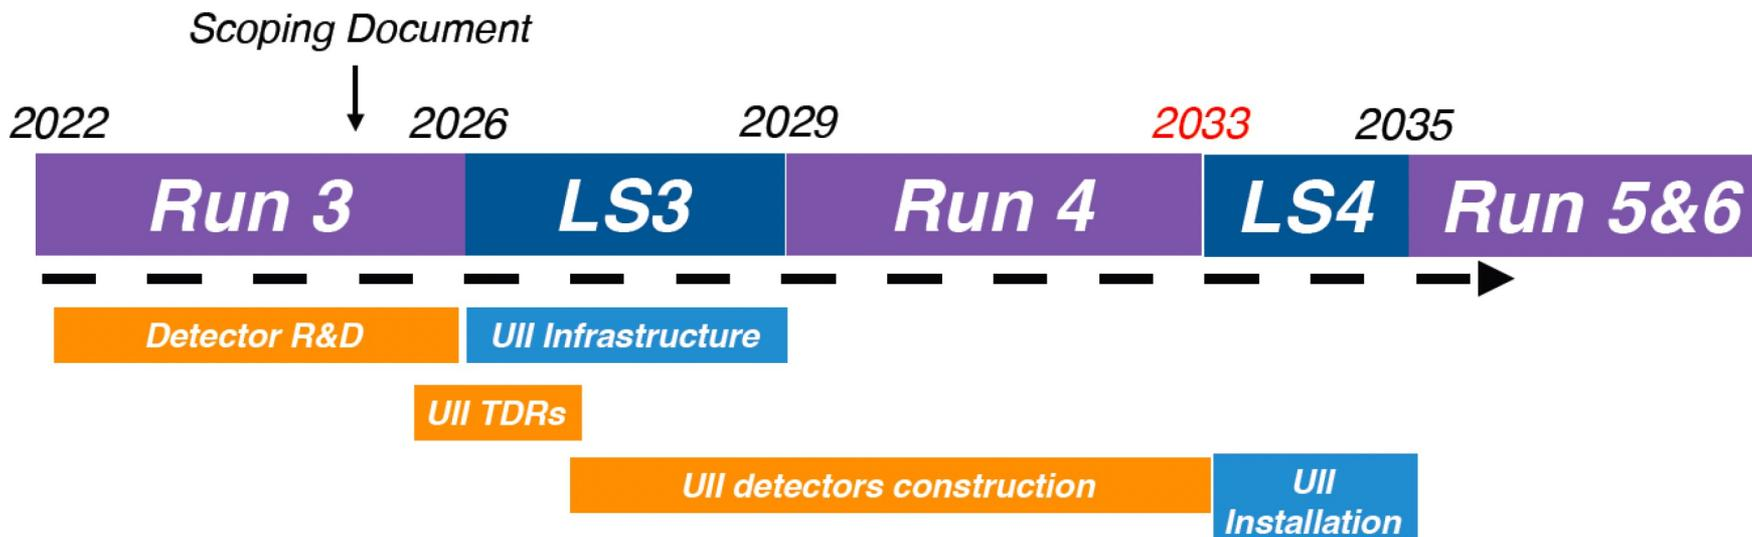 Scoping Document
2022 2026 2029 2033 2035
Run 3 LS3 Run 4 LS4 Run 5&6
Detector R&D UII Infrastructure
UII TDRs
UII detectors construction UII
Installation